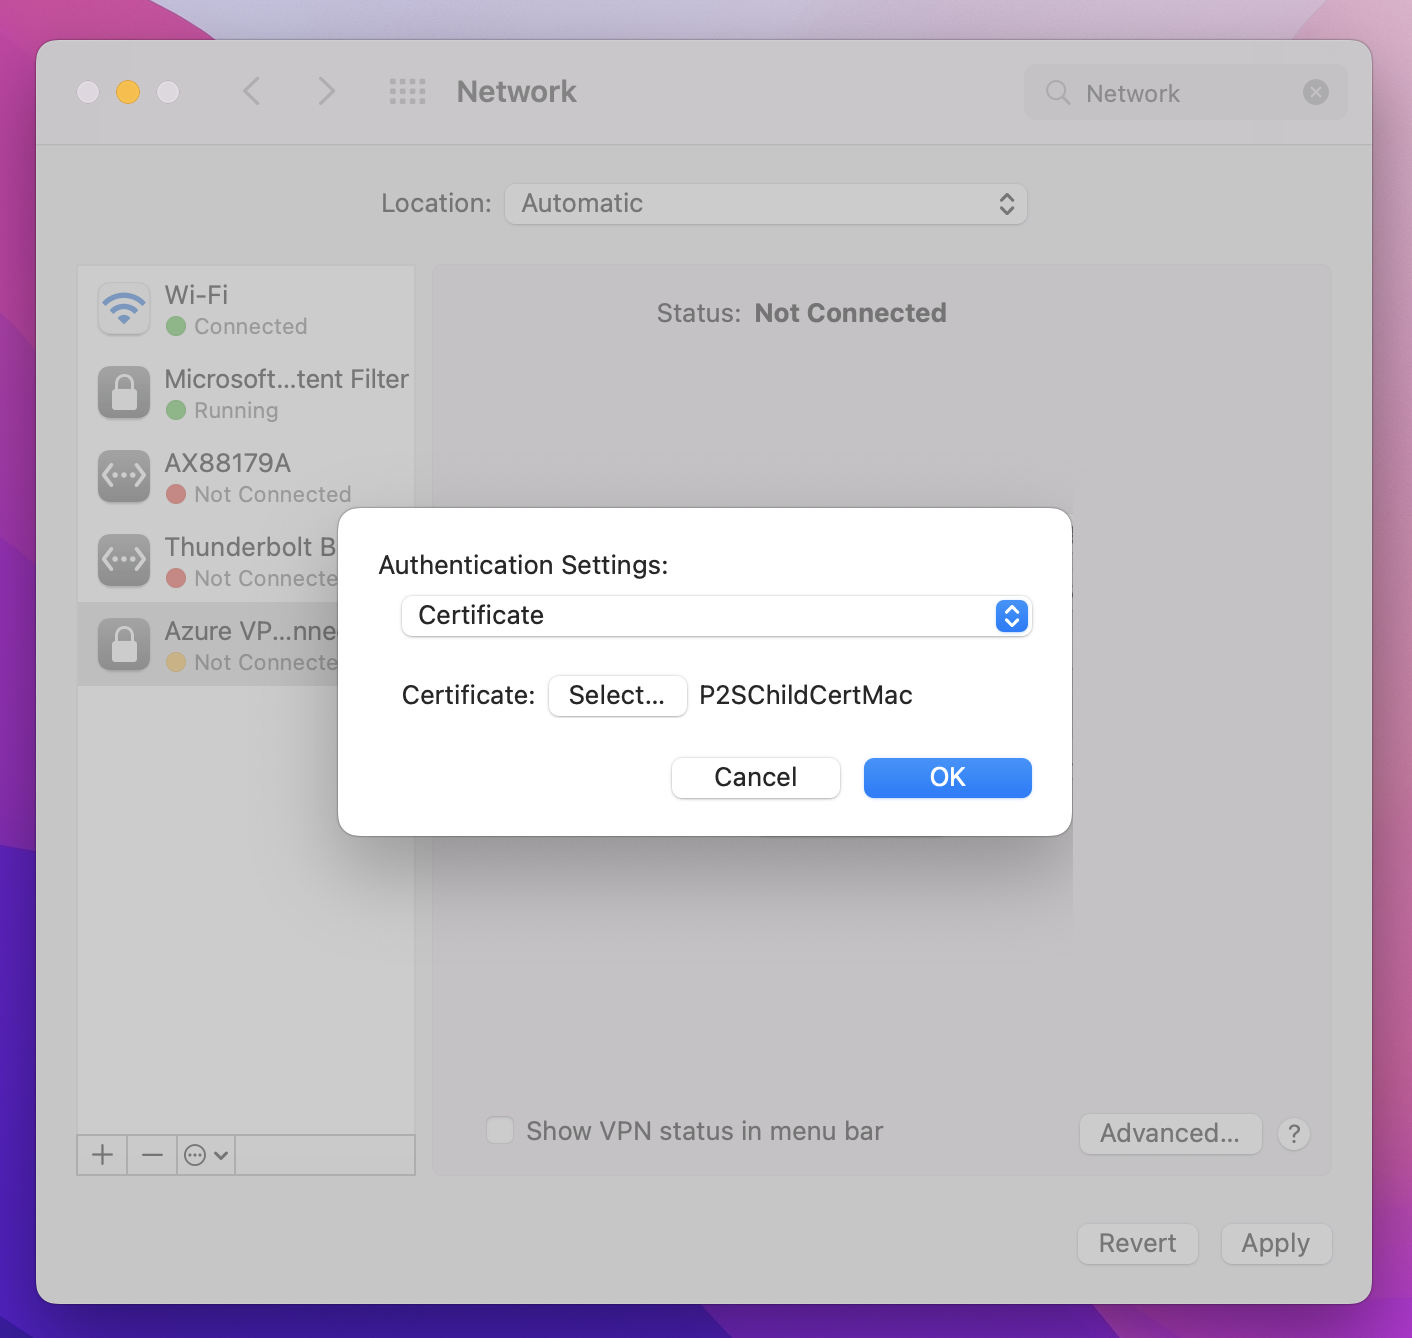 Network
Network
Location: Automatic
Wi-Fi
Connected
Microsoft...tent Filter
Running
AX88179A
Not Connected
Thunderbolt B
Not Connecte
Azure VP...nne
Not Connecte
Status: Not Connected
Authentication Settings:
Certificate
Certificate: Select... P2SChildCertMac
Cancel OK
Show VPN status in menu bar
Advanced... ?
Revert Apply